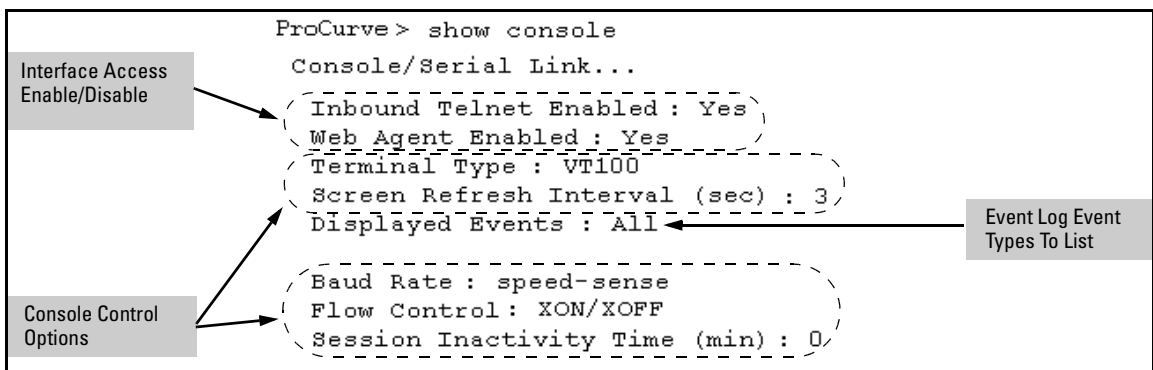 ProCurve> show console
Console/Serial Link...
Interface Access
Enable/Disable
Inbound Telnet Enabled : Yes
Web Agent Enabled : Yes
Terminal Type : VT100
Screen Refresh Interval (sec) : 3
Displayed Events : All
Event Log Event
Types To List
Baud Rate : speed-sense
Flow Control : XON/XOFF
Session Inactivity Time (min) : 0
Console Control
Options